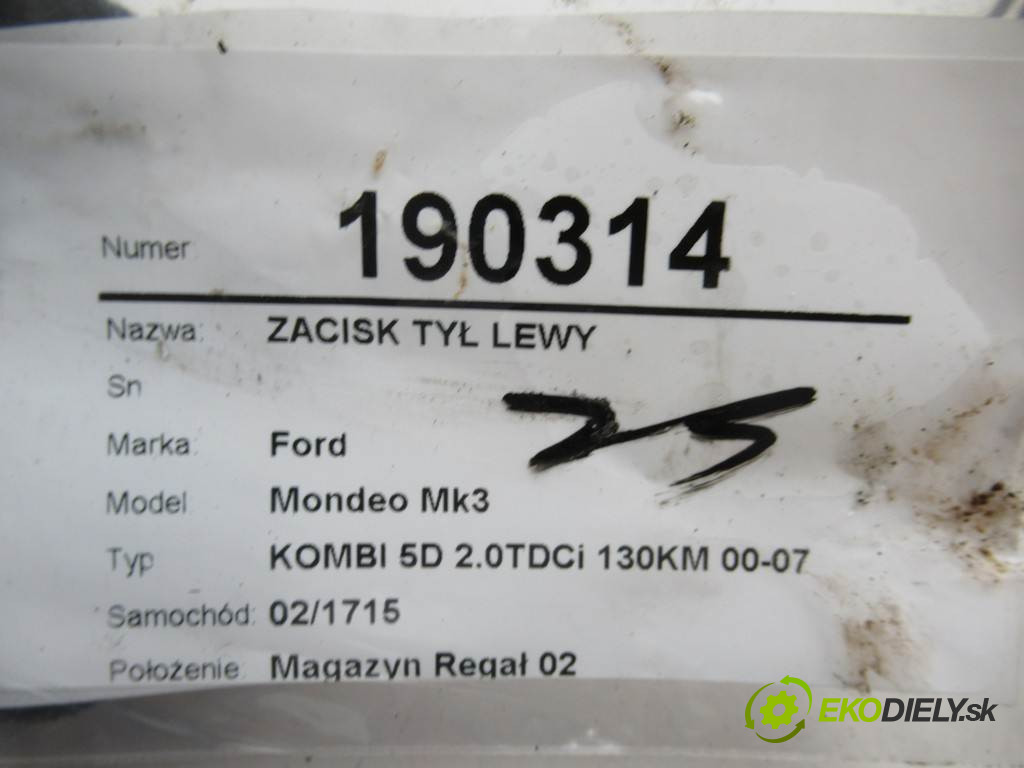 Numer 190314
Nazwa: ZACISK TYŁ LEWY
Sn
25
Marka: Ford
Model Mondeo Mk3
Typ KOMBI 5D 2.0TDCi 130KM 00-07
Samochód: 02/1715
Położenie: Magazyn Regał 02
EKODIELY.sk